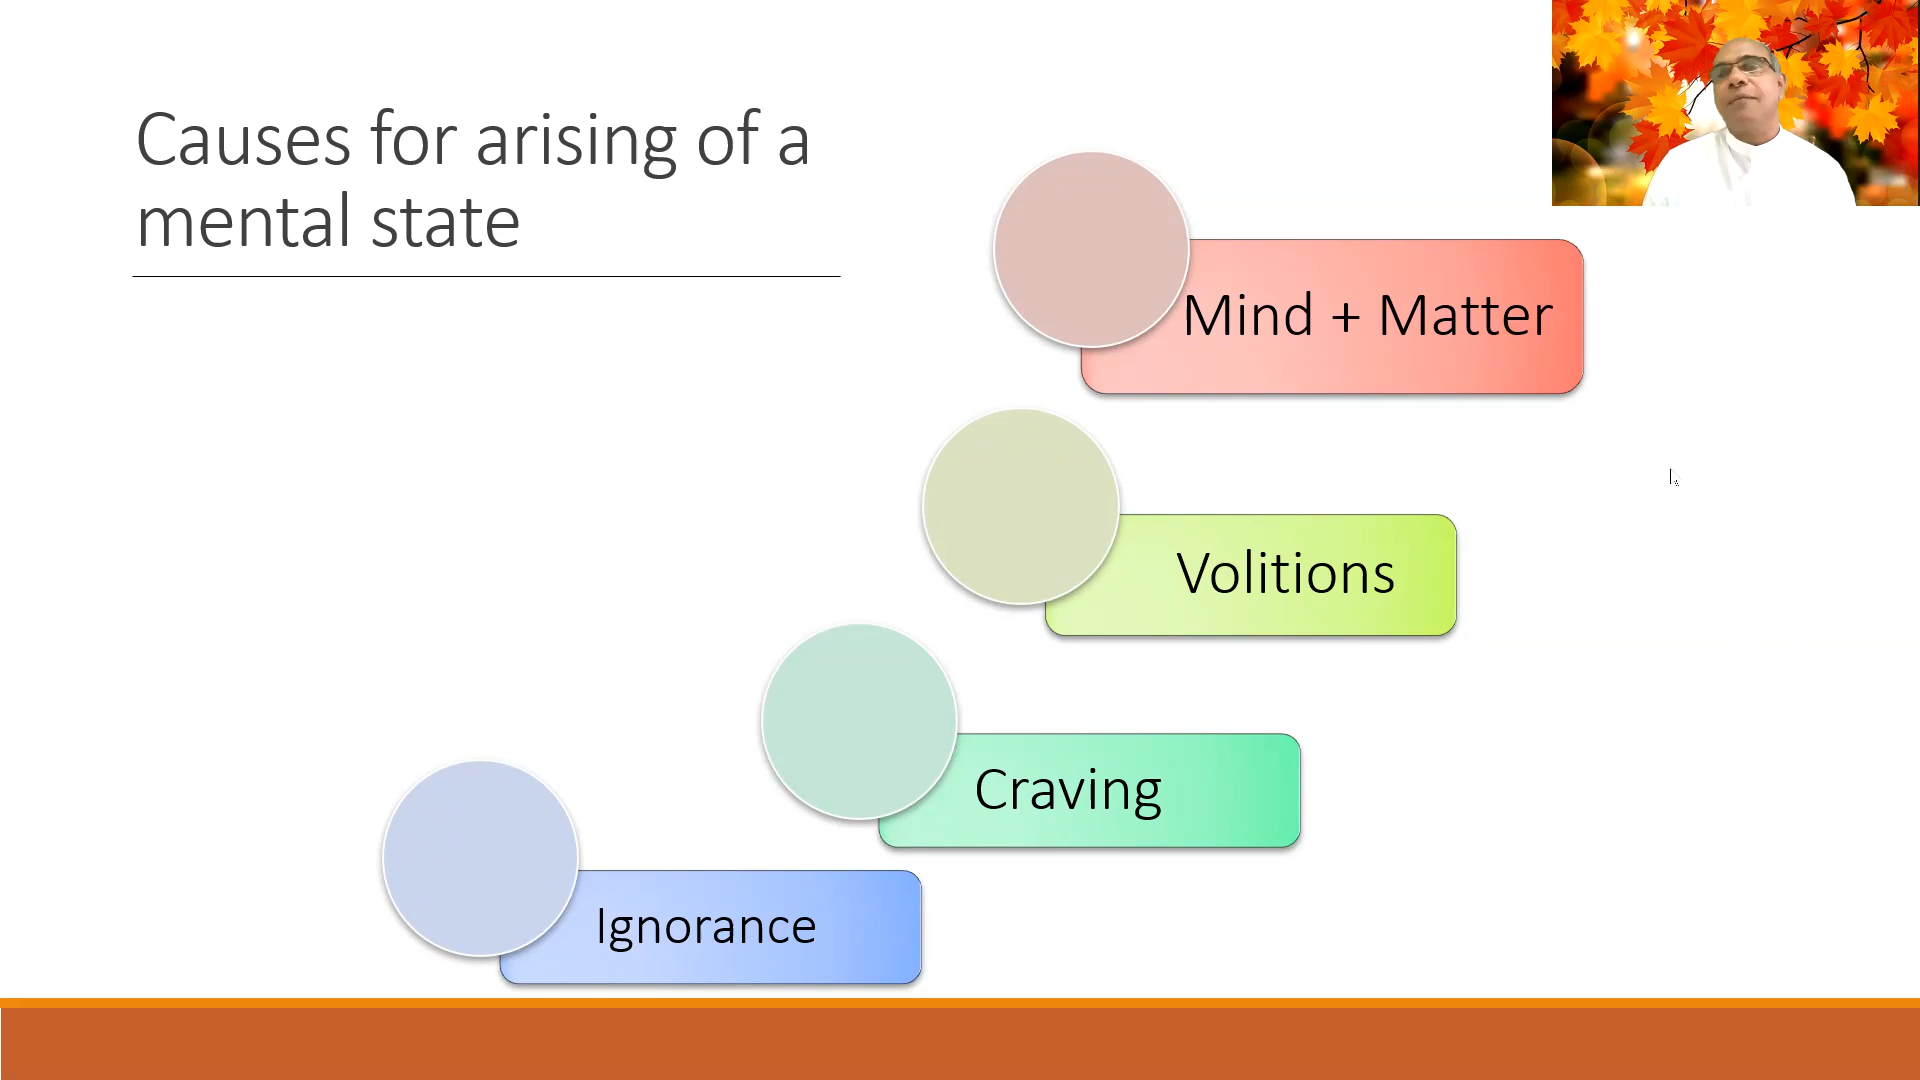 Causes for arising of a
mental state
Mind + Matter
Volitions
Craving
Ignorance